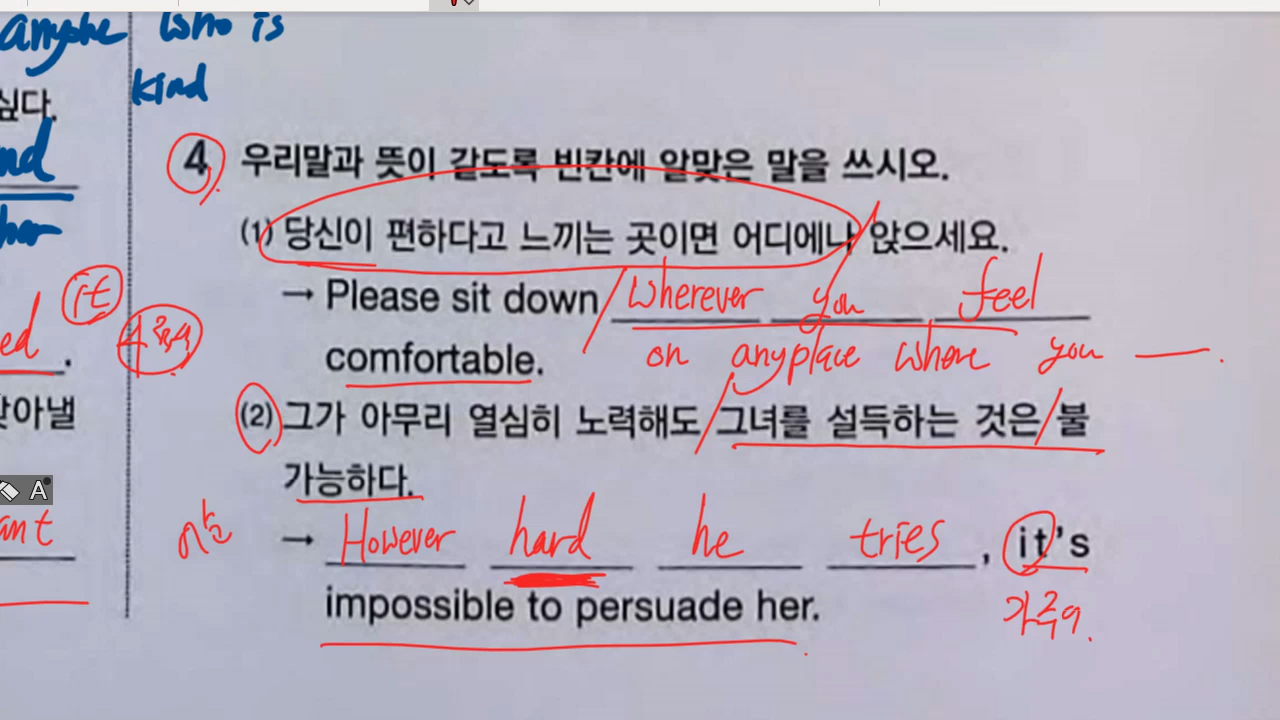 anyone who is
kind
싶다.
nd
her
it
ed.
찾아낼
A
ant
4 우리말과 뜻이 같도록 빈칸에 알맞은 말을 쓰시오.
(1) 당신이 편하다고 느끼는 곳이면 어디에나 앉으세요.
→ Please sit down wherever you feel
comfortable.
on anyplace where you
(2) 그가 아무리 열심히 노력해도 그녀를 설득하는 것은 불
가능하다.
→ However hard he tries, it's
impossible to persuade her.
가주어.